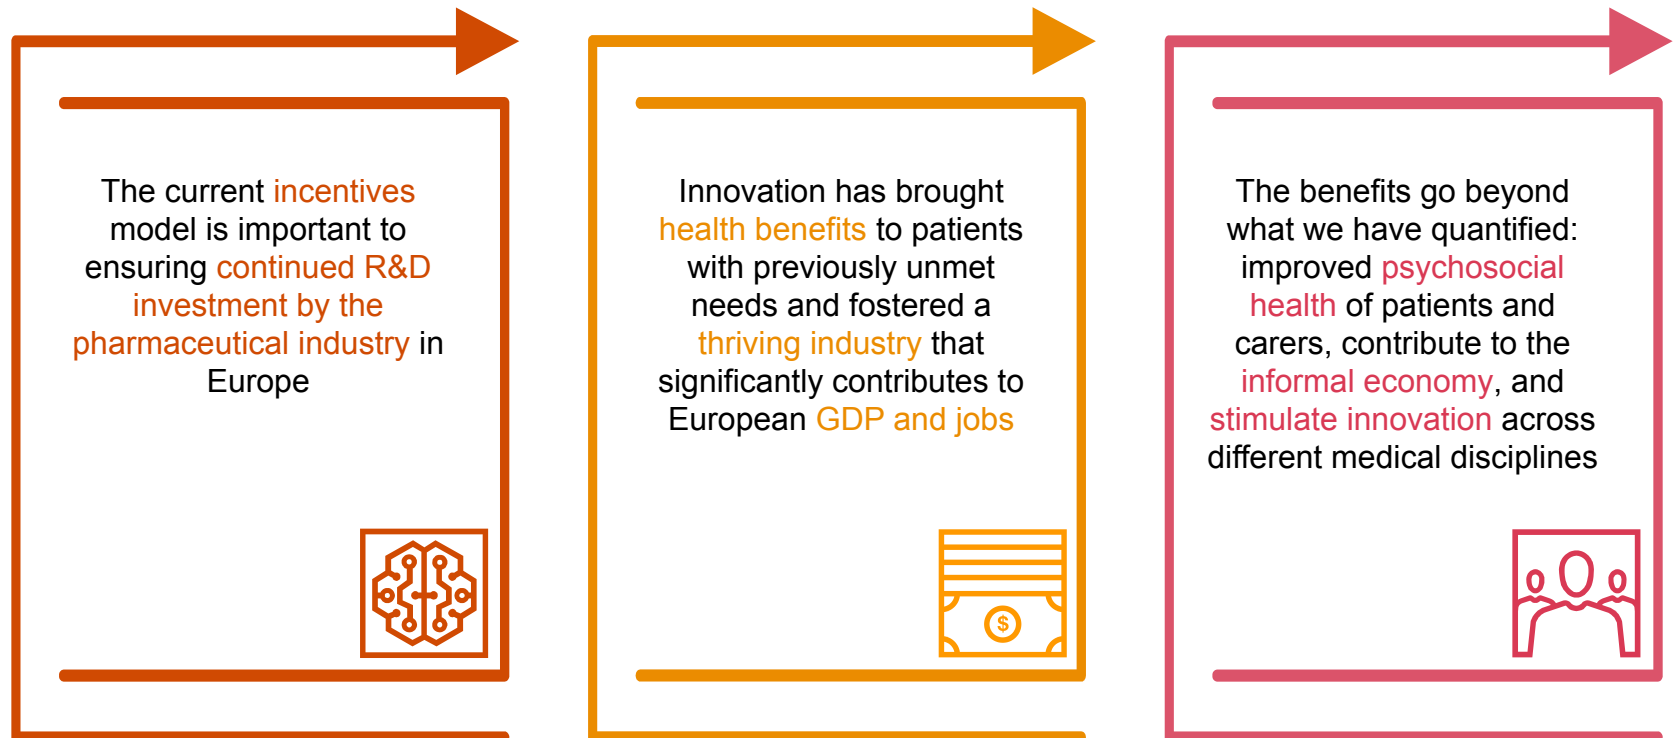 The current incentives
model is important to
ensuring continued R&D
investment by the
pharmaceutical industry in
Europe
Innovation has brought
health benefits to patients
with previously unmet
needs and fostered a
thriving industry that
significantly contributes to
European GDP and jobs
$
The benefits go beyond
what we have quantified:
improved psychosocial
health of patients and
carers, contribute to the
informal economy, and
stimulate innovation across
different medical disciplines